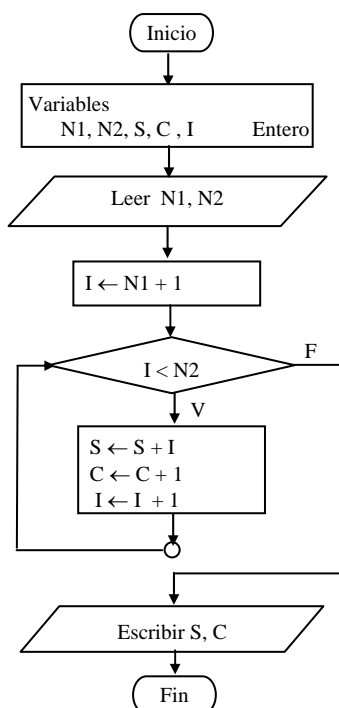 Inicio
Variables
N1, N2, S, C , I Entero
Leer N1, N2
I ← N1 + 1
I < N2
F
V
S ← S + I
C ← C + 1
I ← I + 1
Escribir S, C
Fin